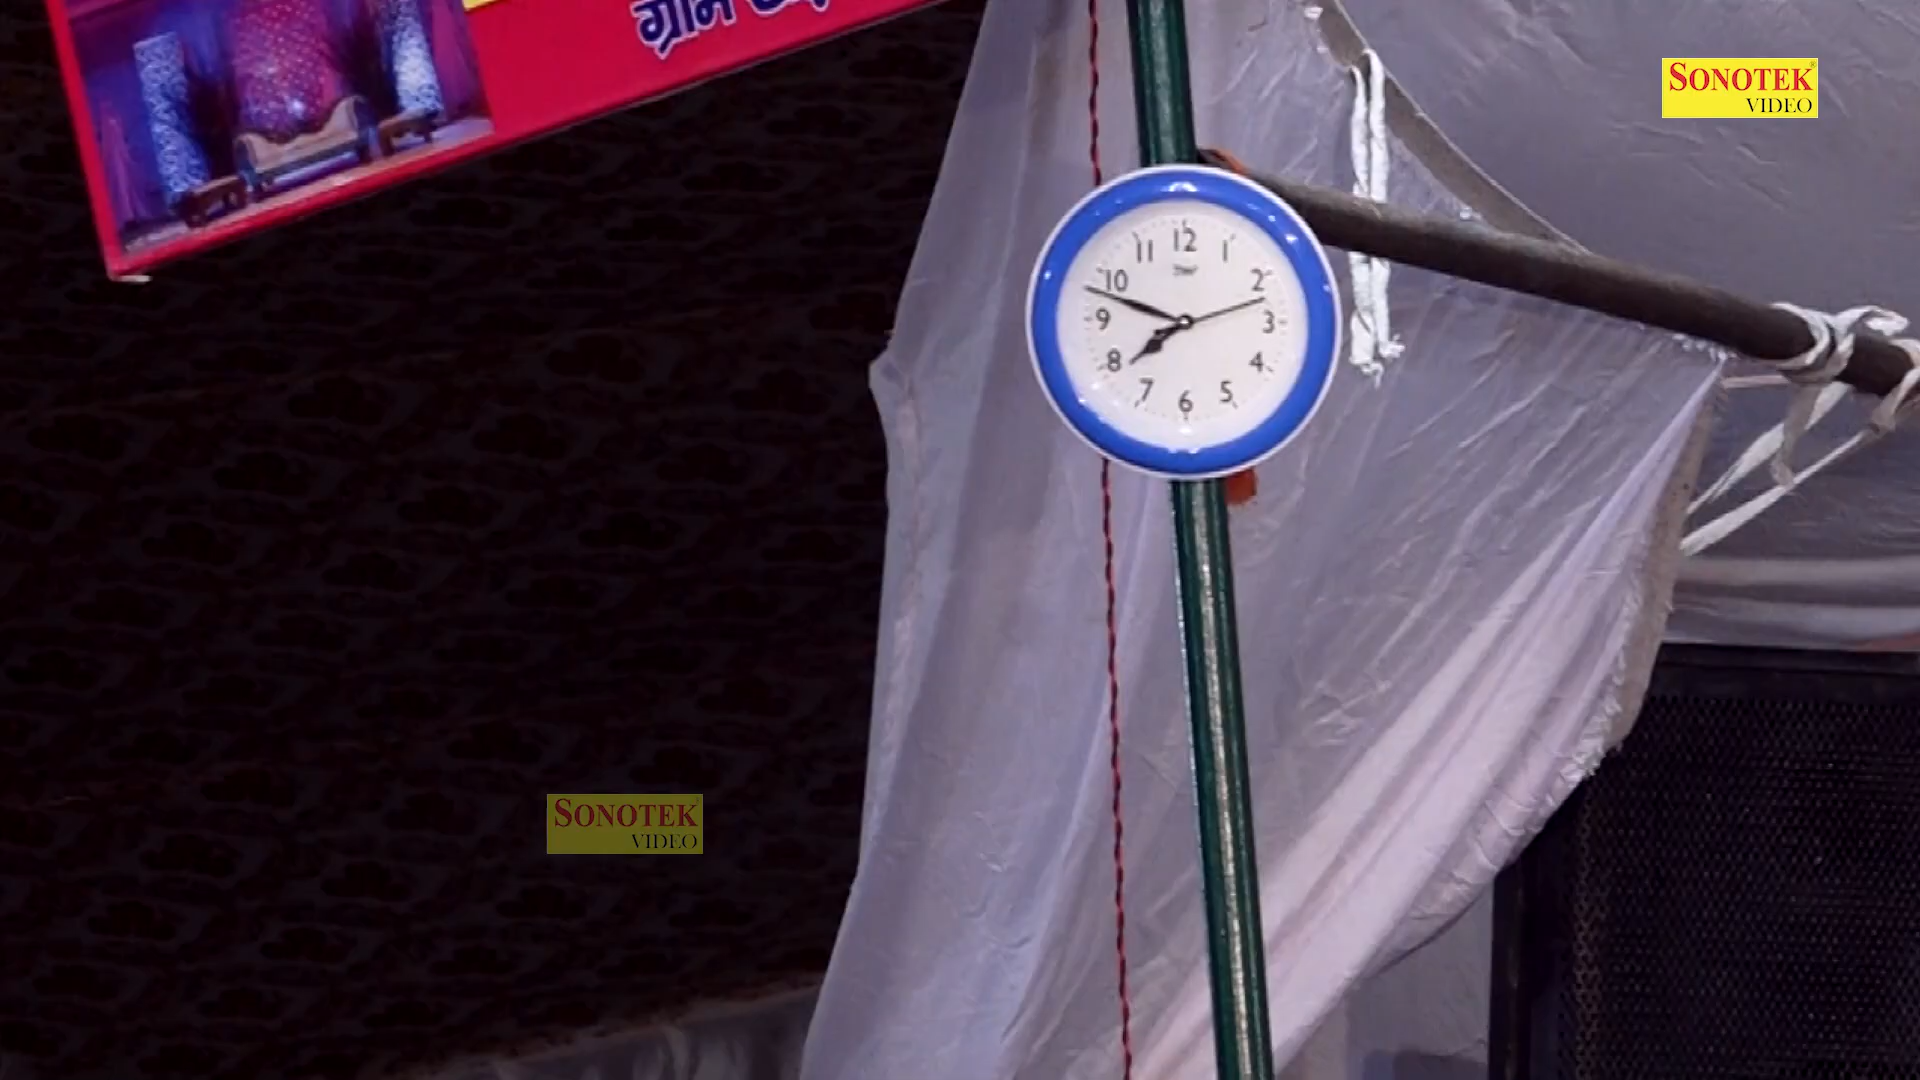 ग्राम
SONOTEK
VIDEO
11 12 1
10 2
9 3
8 4
7 6 5
SONOTEK
VIDEO